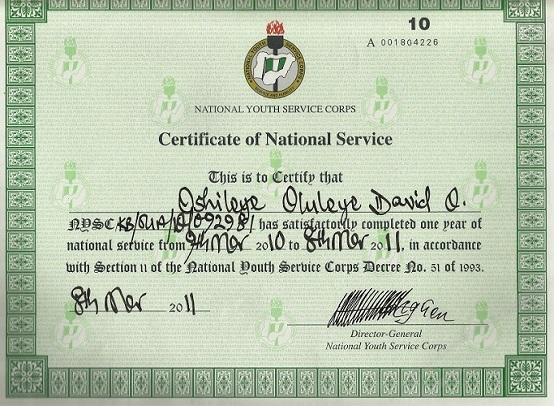 10
A 001804226
NATIONAL YOUTH SERVICE CORPS
Certificate of National Service
This is to Certify that
Oshileye Oluleye David O.
NYSC has satisfactorily completed one year of
national service from 9th Mar 2010 to 8th Mar 2011, in accordance
with Section 11 of the National Youth Service Corps Decree No. 51 of 1993.
8th Mar 2011
Director-General
National Youth Service Corps